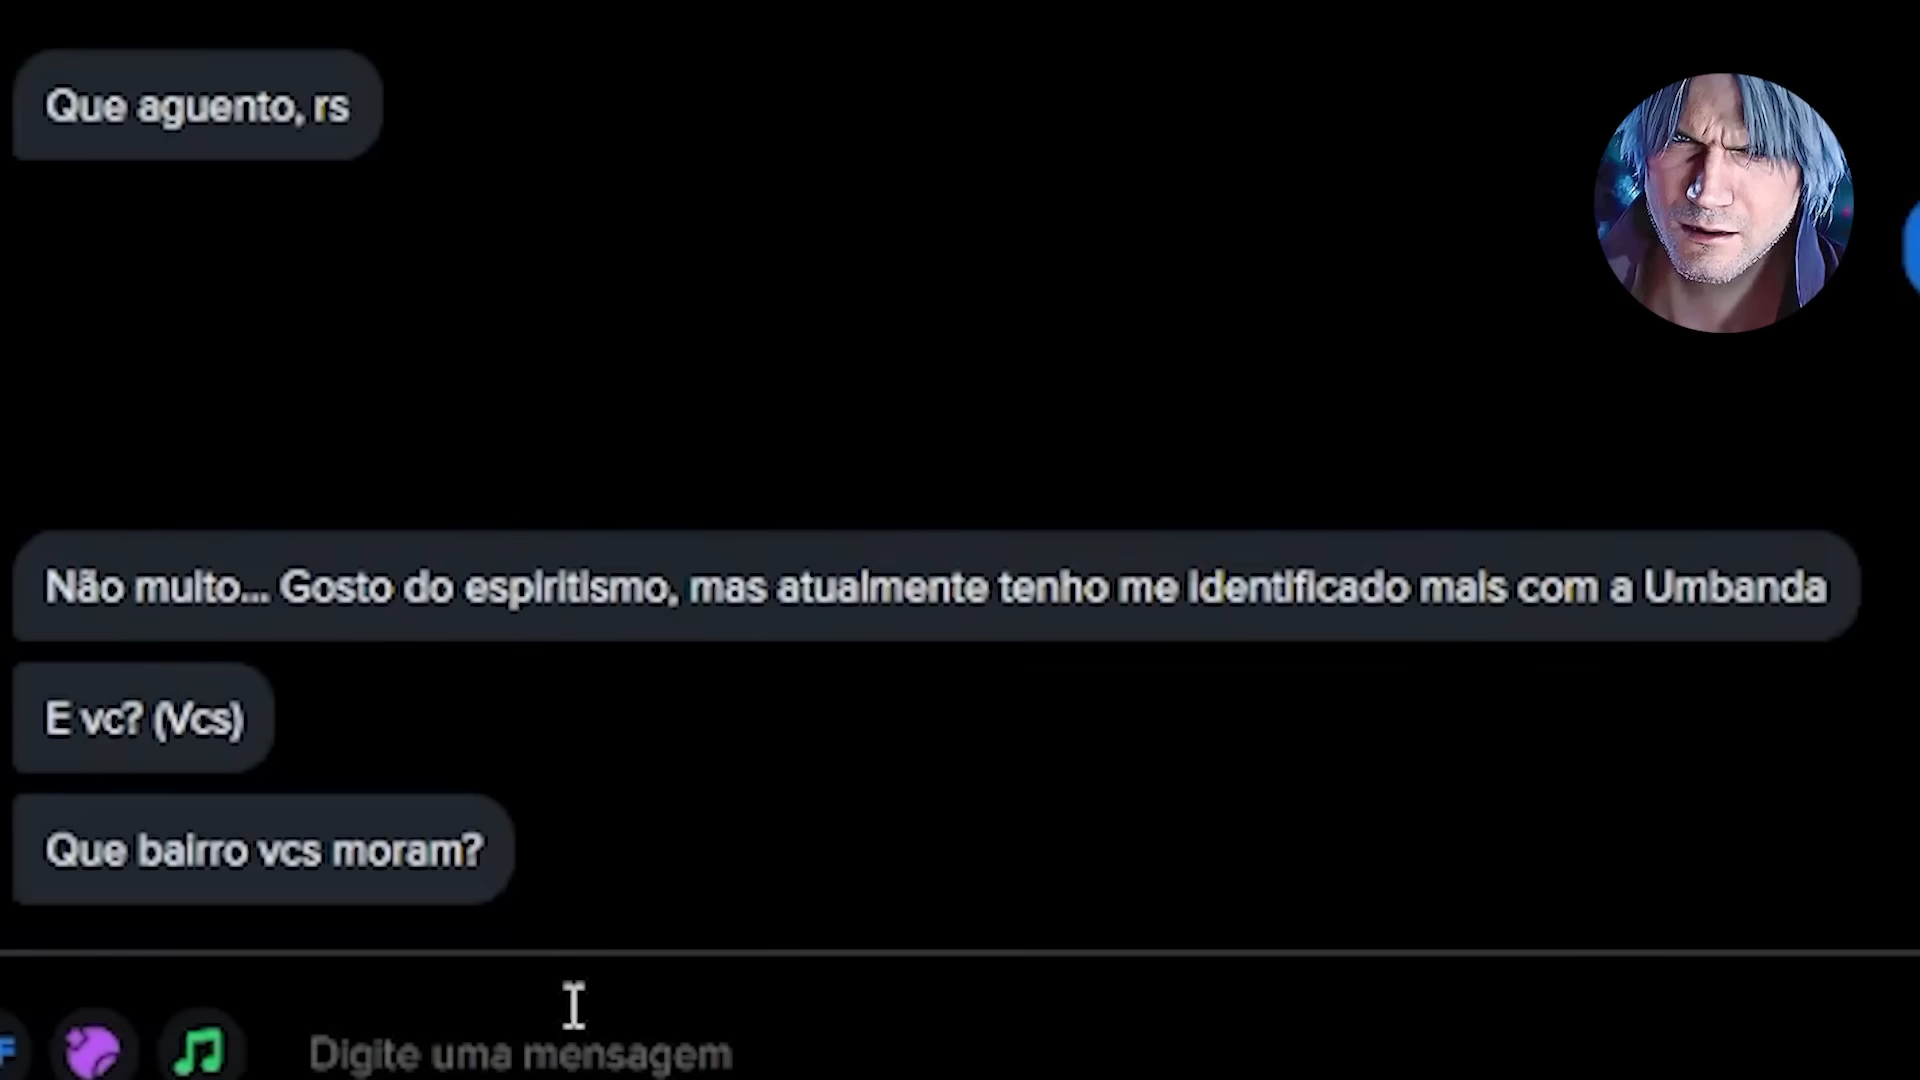 Que aguento, rs
Não muito... Gosto do espiritismo, mas atualmente tenho me identificado mais com a Umbanda
E vc? (Vcs)
Que bairro vcs moram?
Digite uma mensagem